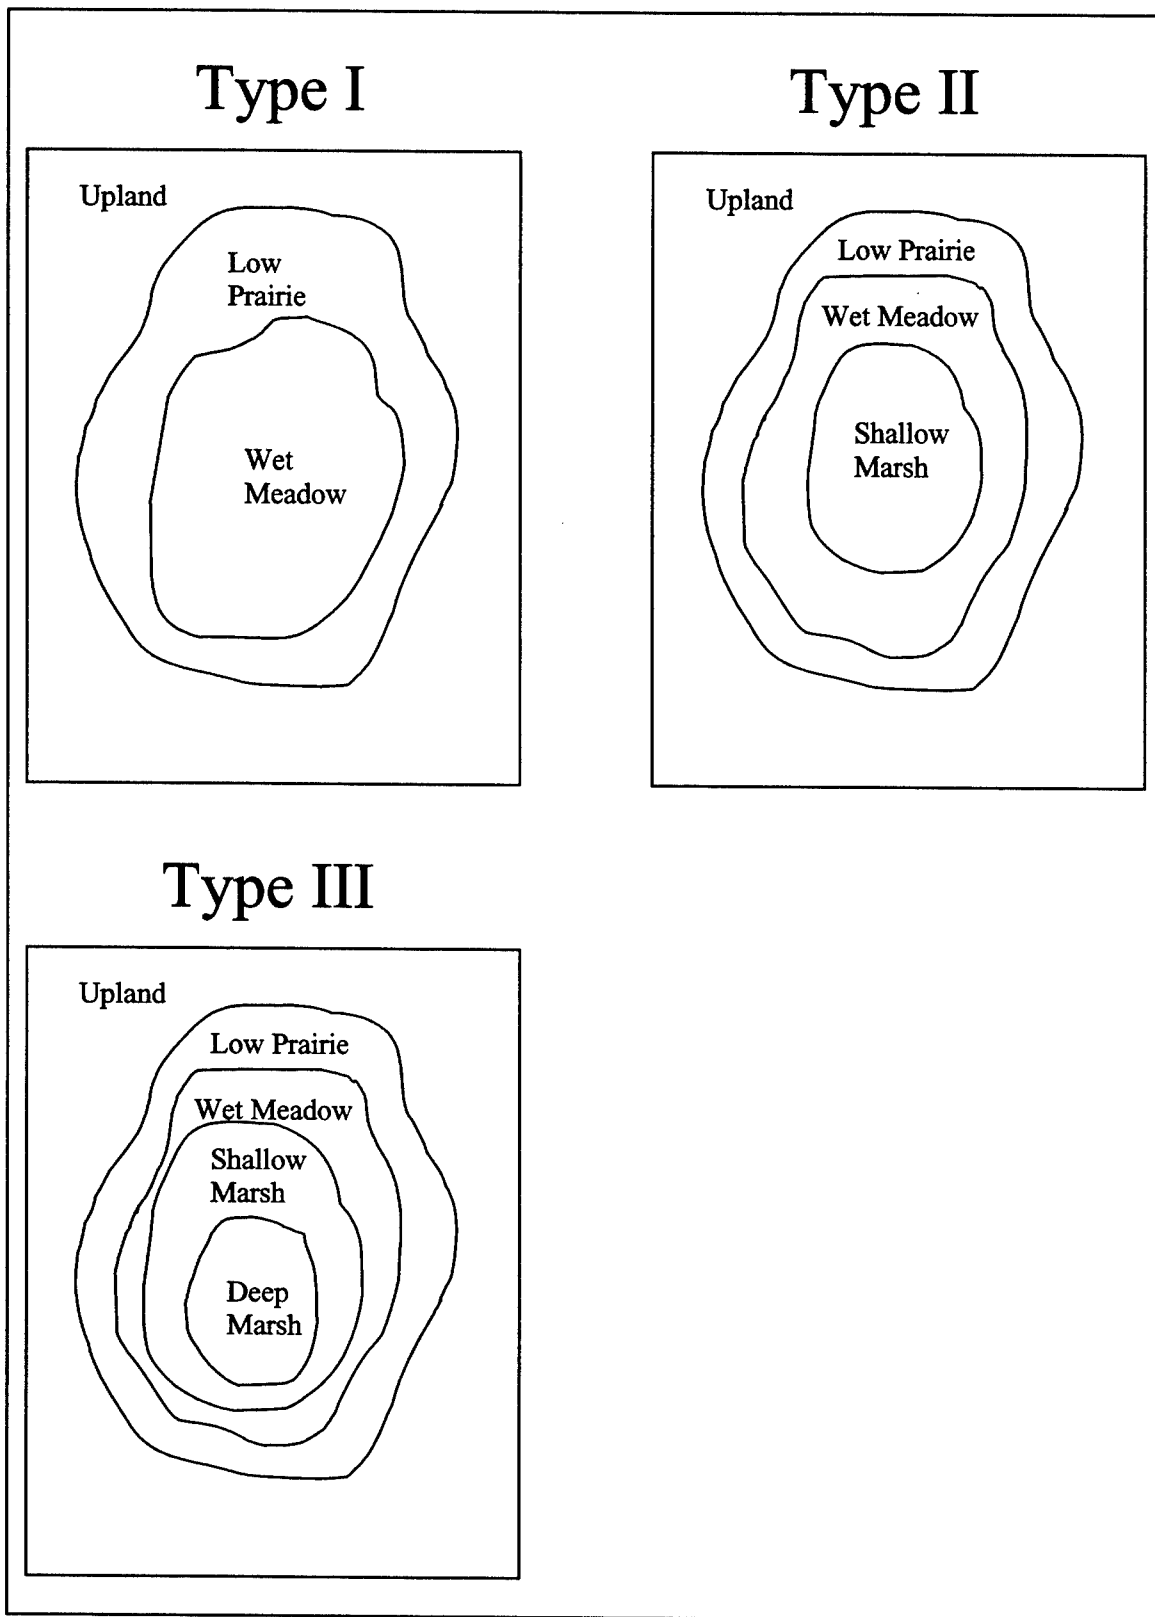 Type I
Upland
Low
Prairie
Wet
Meadow
Type II
Upland
Low Prairie
Wet Meadow
Shallow
Marsh
Type III
Upland
Low Prairie
Wet Meadow
Shallow
Marsh
Deep
Marsh